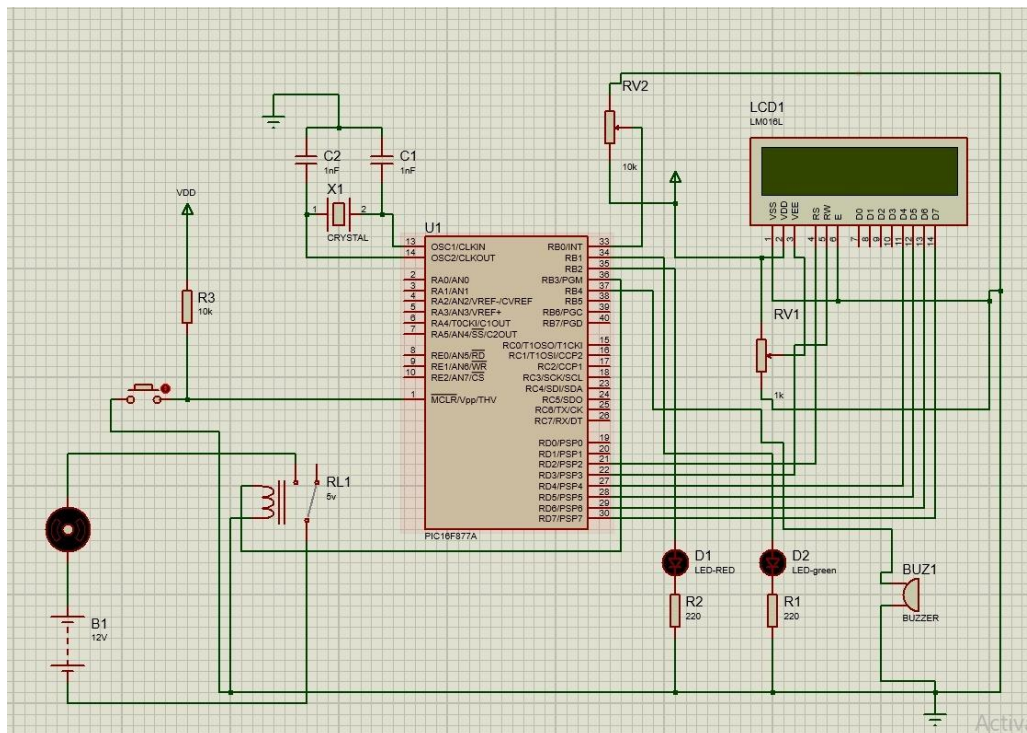 RV2
10k
LCD1
LM016L
VSS
VDD
VEE
RS
RW
E
D0
D1
D2
D3
D4
D5
D6
D7
1
2
3
4
5
6
7
8
9
10
11
12
13
14
C2
1nF
C1
1nF
X1
1
2
CRYSTAL
VDD
R3
10k
U1
13 OSC1/CLKIN
14 OSC2/CLKOUT
2 RA0/AN0
3 RA1/AN1
4 RA2/AN2/VREF-/CVREF
5 RA3/AN3/VREF+
6 RA4/T0CKI/C1OUT
7 RA5/AN4/SS/C2OUT
8 RE0/AN5/RD
9 RE1/AN6/WR
10 RE2/AN7/CS
1 MCLR/Vpp/THV
RB0/INT 33
RB1 34
RB2 35
RB3/PGM 36
RB4 37
RB5 38
RB6/PGC 39
RB7/PGD 40
RC0/T1OSO/T1CKI 15
RC1/T1OSI/CCP2 16
RC2/CCP1 17
RC3/SCK/SCL 18
RC4/SDI/SDA 23
RC5/SDO 24
RC6/TX/CK 25
RC7/RX/DT 26
RD0/PSP0 19
RD1/PSP1 20
RD2/PSP2 21
RD3/PSP3 22
RD4/PSP4 27
RD5/PSP5 28
RD6/PSP6 29
RD7/PSP7 30
PIC16F877A
RV1
1k
RL1
5v
B1
12V
D1
LED-RED
R2
220
D2
LED-green
R1
220
BUZ1
BUZZER
Activ